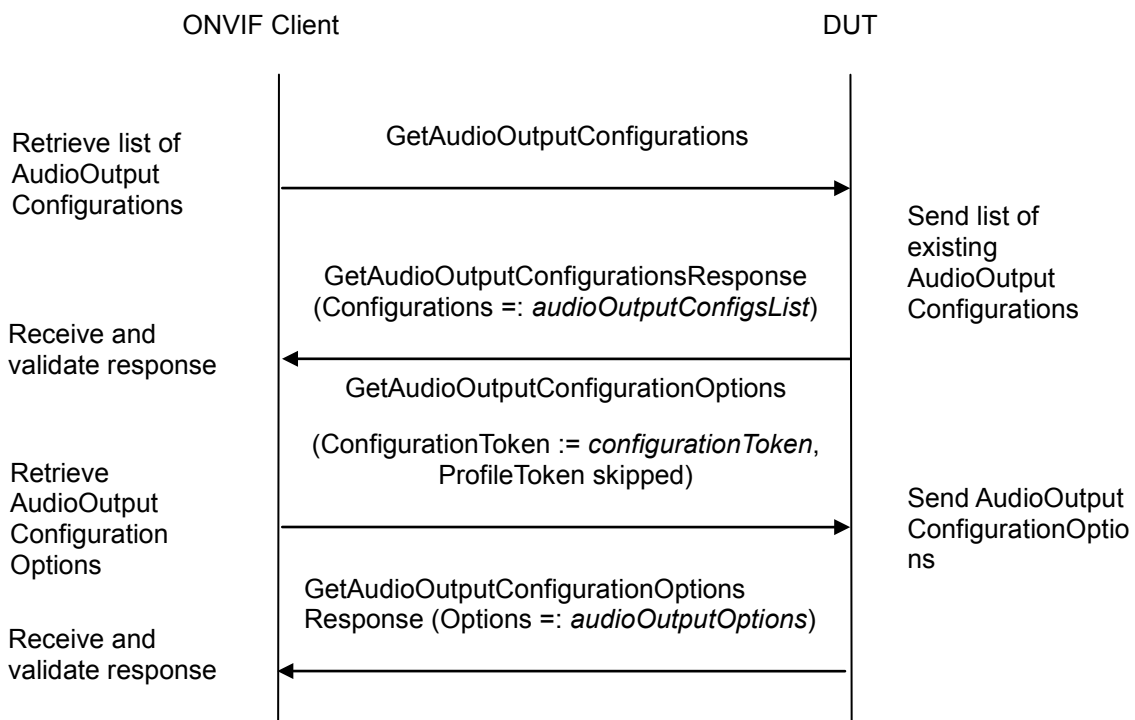 ONVIF Client
DUT
Retrieve list of
AudioOutput
Configurations
GetAudioOutputConfigurations
Send list of
existing
AudioOutput
Configurations
GetAudioOutputConfigurationsResponse
(Configurations =: audioOutputConfigsList)
Receive and
validate response
GetAudioOutputConfigurationOptions
(ConfigurationToken := configurationToken,
ProfileToken skipped)
Retrieve
AudioOutput
Configuration
Options
Send AudioOutput
ConfigurationOptio
ns
GetAudioOutputConfigurationOptions
Response (Options =: audioOutputOptions)
Receive and
validate response